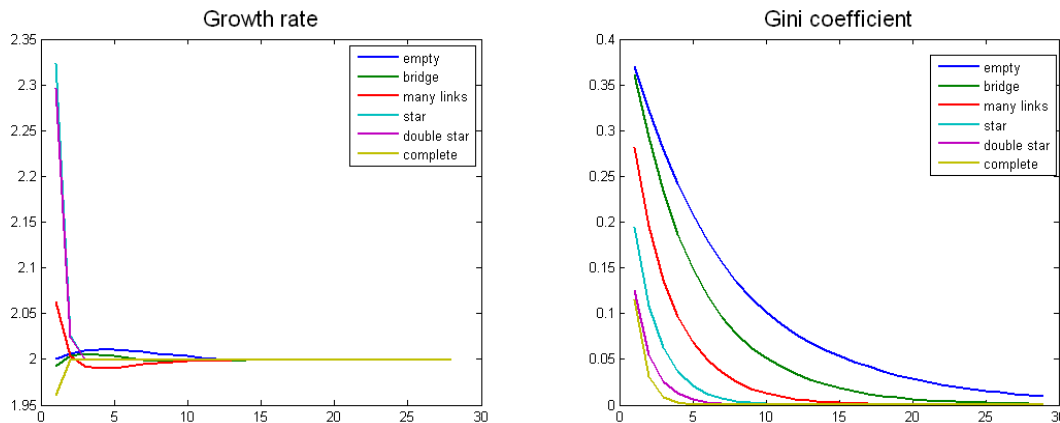 Growth rate
2.35
2.3
2.25
2.2
2.15
2.1
2.05
2
1.95
0 5 10 15 20 25 30
empty
bridge
many links
star
double star
complete
Gini coefficient
0.4
0.35
0.3
0.25
0.2
0.15
0.1
0.05
0
0 5 10 15 20 25 30
empty
bridge
many links
star
double star
complete